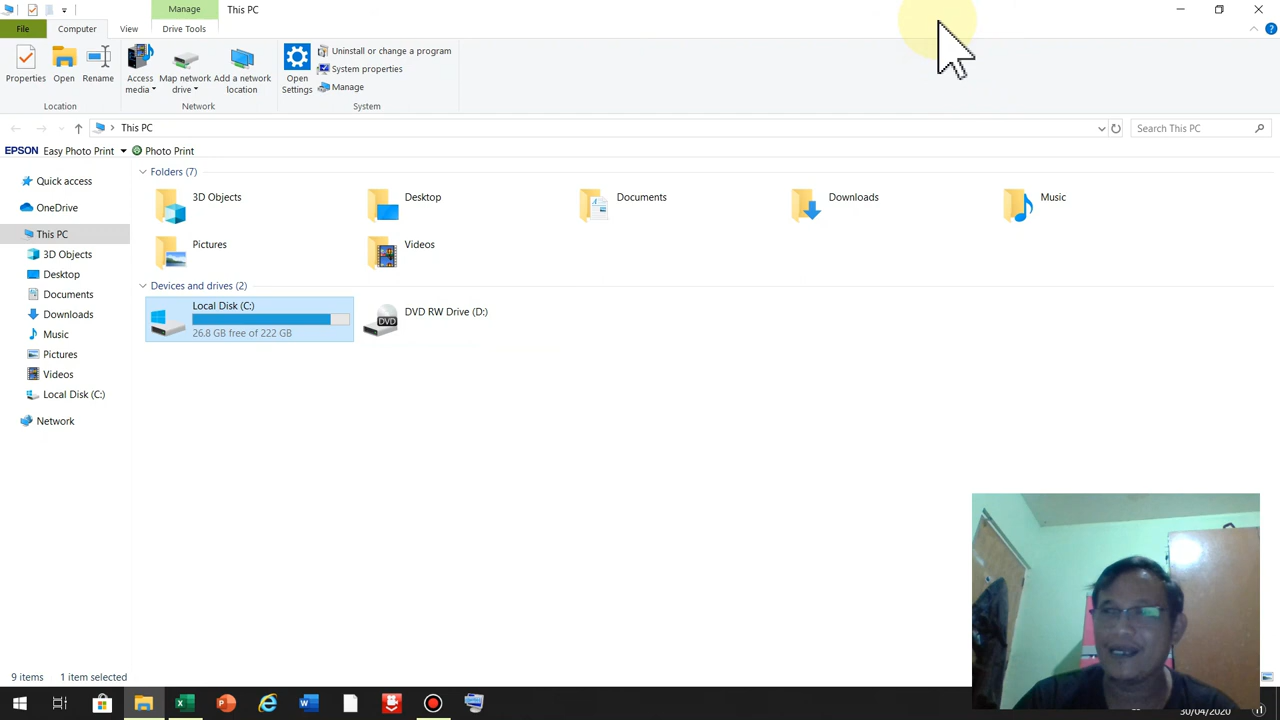 Manage
This PC
File
Computer
View
Drive Tools
Properties
Open
Rename
Access media
Map network drive
Add a network location
Open Settings
Uninstall or change a program
System properties
Manage
Location
Network
System
This PC
Search This PC
EPSON Easy Photo Print
Photo Print
Quick access
OneDrive
This PC
3D Objects
Desktop
Documents
Downloads
Music
Pictures
Videos
Local Disk (C:)
Network
Folders (7)
3D Objects
Desktop
Documents
Downloads
Music
Pictures
Videos
Devices and drives (2)
Local Disk (C:)
26.8 GB free of 222 GB
DVD
DVD RW Drive (D:)
9 items
1 item selected
30/04/2020
11